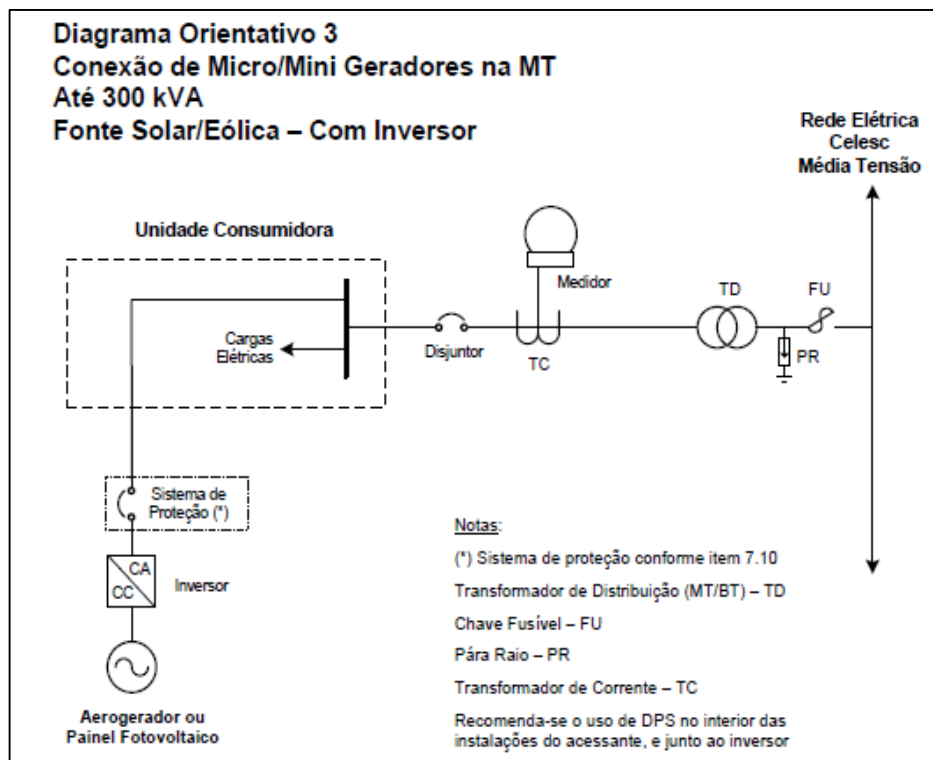 Diagrama Orientativo 3
Conexão de Micro/Mini Geradores na MT
Até 300 kVA
Fonte Solar/Eólica – Com Inversor
Rede Elétrica
Celesc
Média Tensão
Unidade Consumidora
Medidor
TD
FU
Cargas
Elétricas
Disjuntor
TC
PR
Sistema de
Proteção (*)
CA
CC
Inversor
Aerogerador ou
Painel Fotovoltaico
Notas:
(*) Sistema de proteção conforme item 7.10
Transformador de Distribuição (MT/BT) – TD
Chave Fusível – FU
Pára Raio – PR
Transformador de Corrente – TC
Recomenda-se o uso de DPS no interior das
instalações do acessante, e junto ao inversor